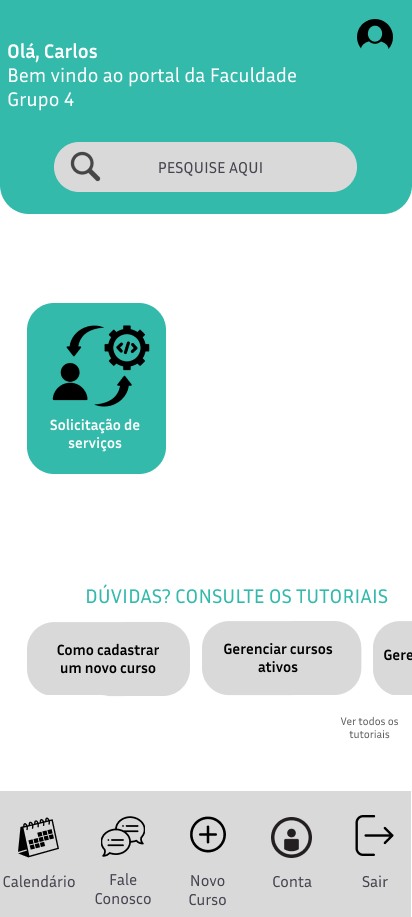 Olá, Carlos
Bem vindo ao portal da Faculdade
Grupo 4
PESQUISE AQUI
</>
Solicitação de
serviços
DÚVIDAS? CONSULTE OS TUTORIAIS
Como cadastrar
um novo curso
Gerenciar cursos
ativos
Gere
Ver todos os
tutoriais
Calendário
Fale
Conosco
Novo
Curso
Conta
Sair